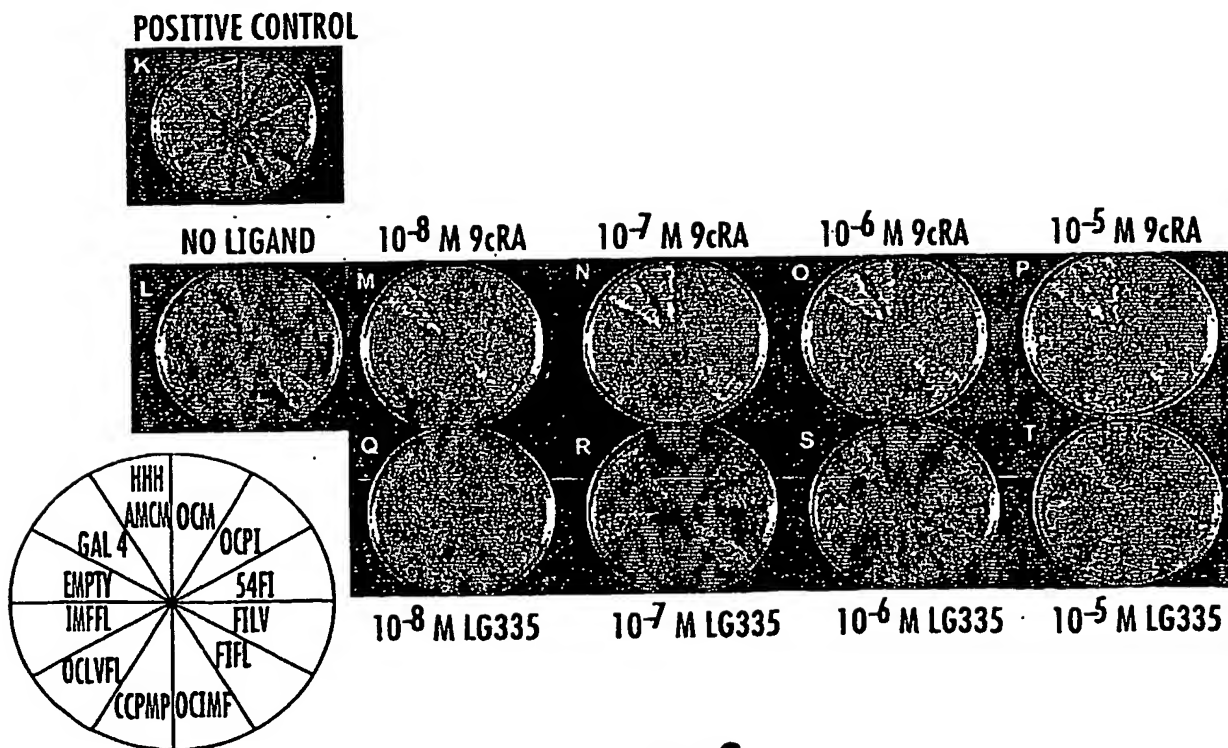 POSITIVE CONTROL
K
NO LIGAND
10⁻⁸ M 9cRA
10⁻⁷ M 9cRA
10⁻⁶ M 9cRA
10⁻⁵ M 9cRA
L
M
N
O
P
Q
R
S
T
10⁻⁸ M LG335
10⁻⁷ M LG335
10⁻⁶ M LG335
10⁻⁵ M LG335
HHH
AMCM
OCM
GAL 4
OCPI
EMPTY
S4FI
IMFFL
FILV
OCLVFL
FIFL
CCPMP
OCIMF